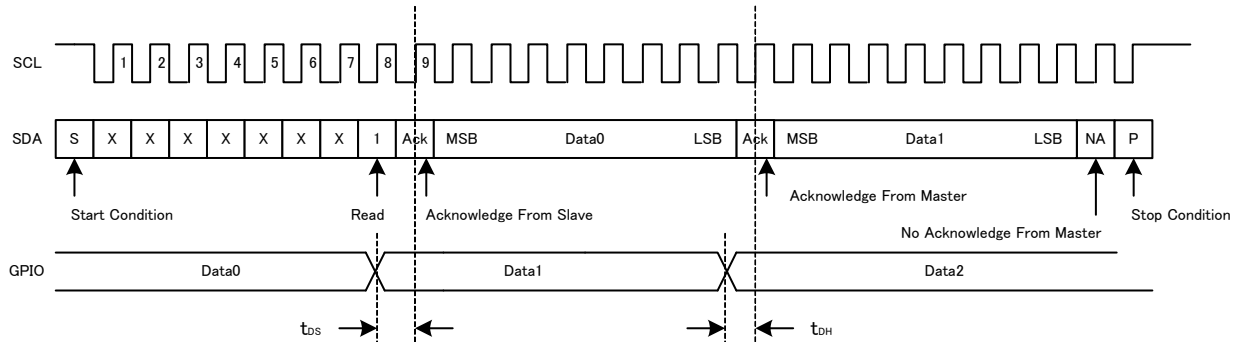 SCL 1 2 3 4 5 6 7 8 9
SDA S X X X X X X X 1 Ack MSB Data0 LSB Ack MSB Data1 LSB NA P
Start Condition Read Acknowledge From Slave Acknowledge From Master Stop Condition
No Acknowledge From Master
GPIO Data0 Data1 Data2
tDS tDH